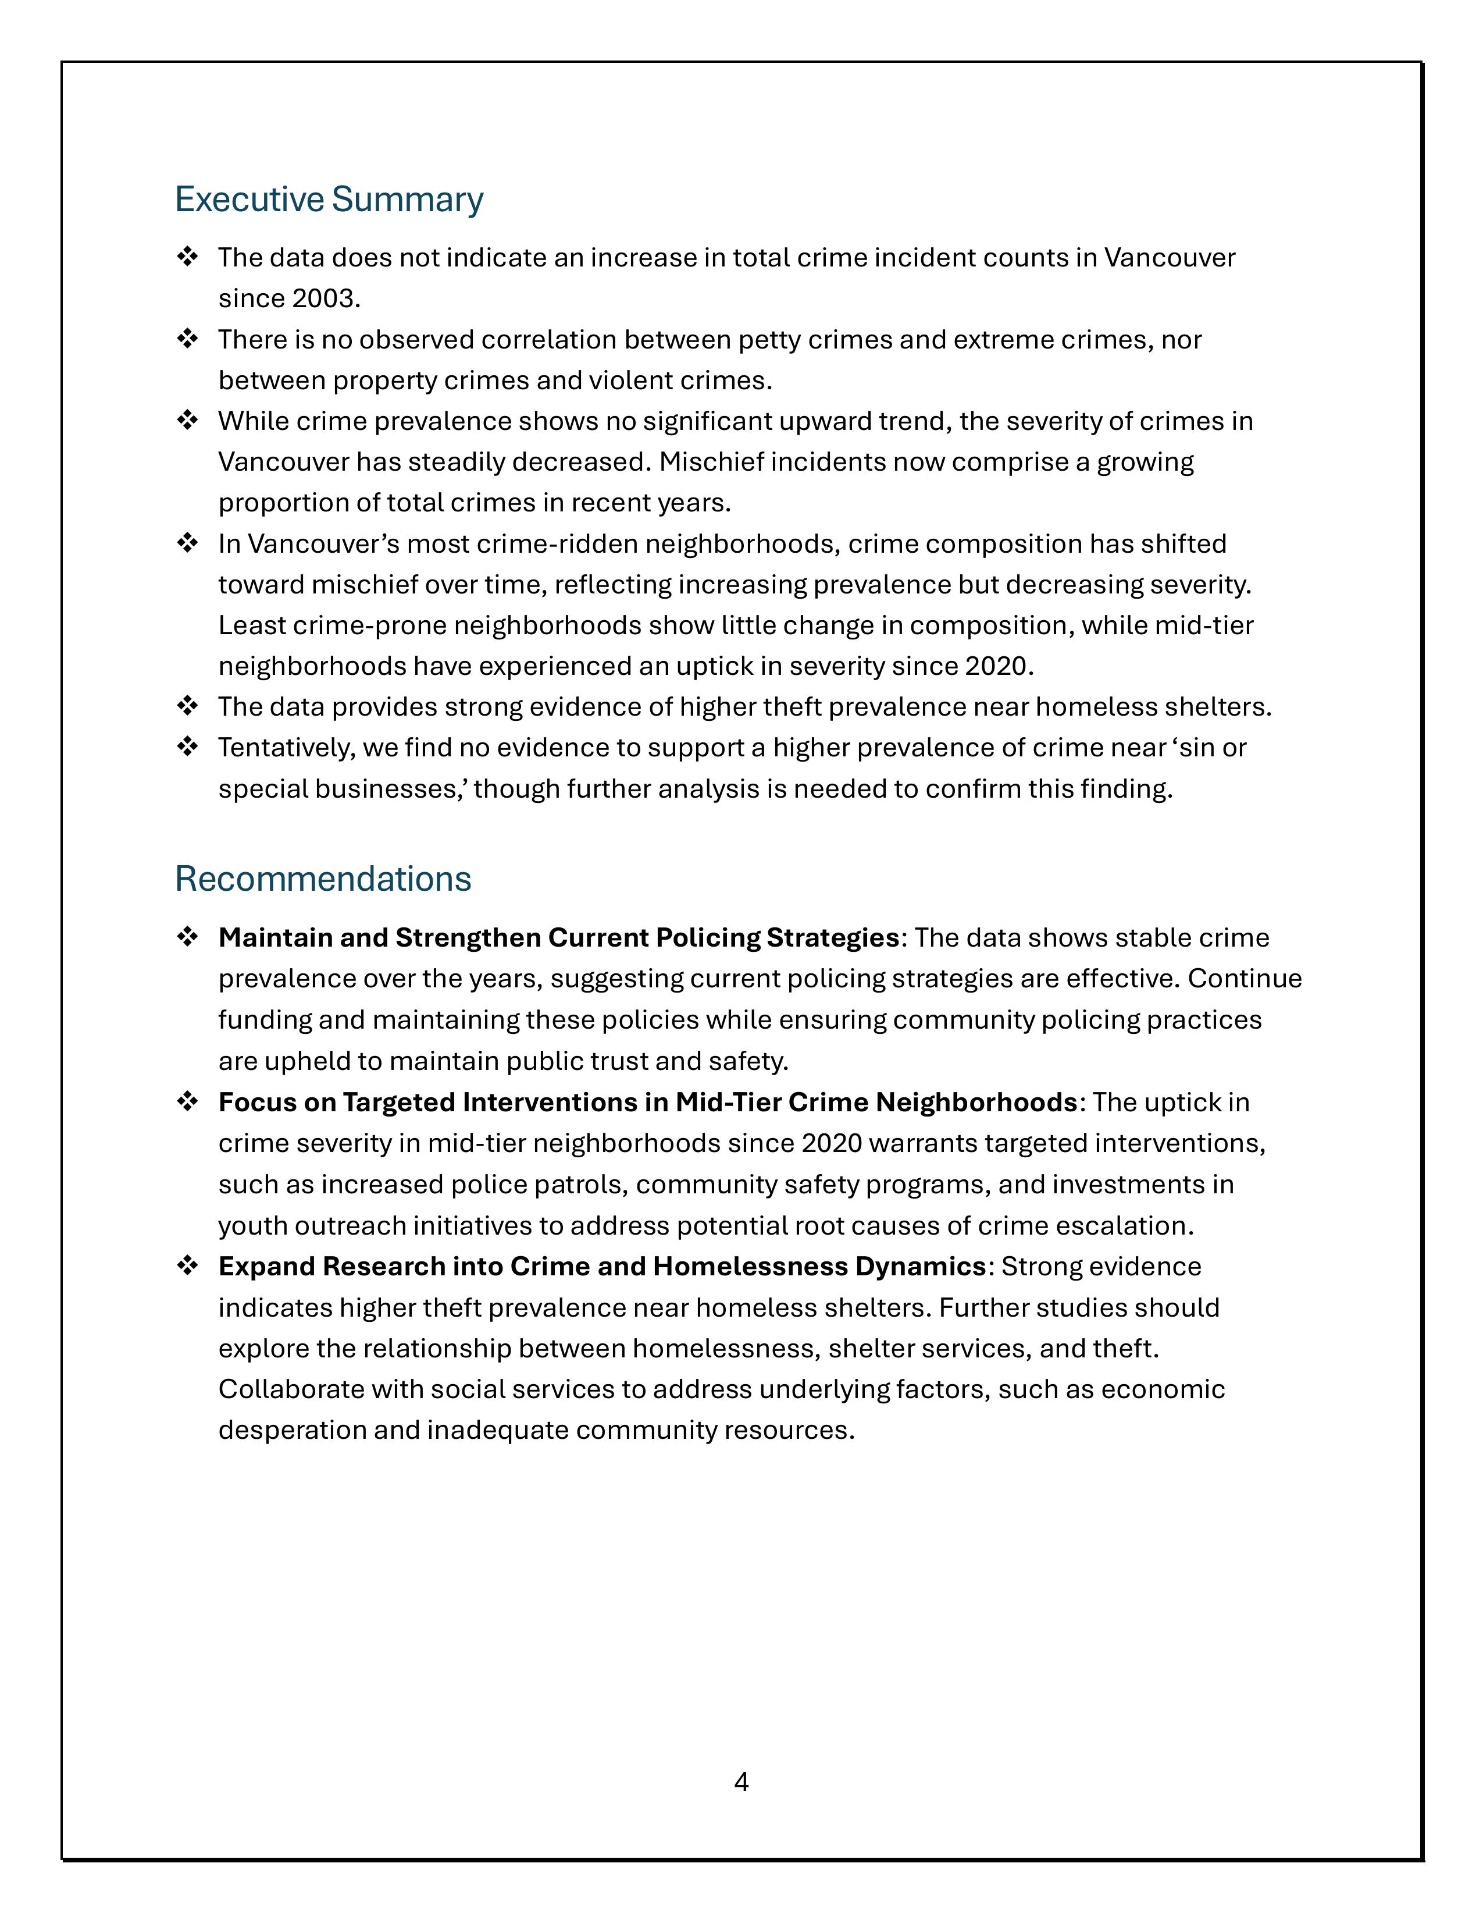 Executive Summary
❖ The data does not indicate an increase in total crime incident counts in Vancouver
since 2003.
❖ There is no observed correlation between petty crimes and extreme crimes, nor
between property crimes and violent crimes.
❖ While crime prevalence shows no significant upward trend, the severity of crimes in
Vancouver has steadily decreased. Mischief incidents now comprise a growing
proportion of total crimes in recent years.
❖ In Vancouver’s most crime-ridden neighborhoods, crime composition has shifted
toward mischief over time, reflecting increasing prevalence but decreasing severity.
Least crime-prone neighborhoods show little change in composition, while mid-tier
neighborhoods have experienced an uptick in severity since 2020.
❖ The data provides strong evidence of higher theft prevalence near homeless shelters.
❖ Tentatively, we find no evidence to support a higher prevalence of crime near ‘sin or
special businesses,’ though further analysis is needed to confirm this finding.
Recommendations
❖ Maintain and Strengthen Current Policing Strategies: The data shows stable crime
prevalence over the years, suggesting current policing strategies are effective. Continue
funding and maintaining these policies while ensuring community policing practices
are upheld to maintain public trust and safety.
❖ Focus on Targeted Interventions in Mid-Tier Crime Neighborhoods: The uptick in
crime severity in mid-tier neighborhoods since 2020 warrants targeted interventions,
such as increased police patrols, community safety programs, and investments in
youth outreach initiatives to address potential root causes of crime escalation.
❖ Expand Research into Crime and Homelessness Dynamics: Strong evidence
indicates higher theft prevalence near homeless shelters. Further studies should
explore the relationship between homelessness, shelter services, and theft.
Collaborate with social services to address underlying factors, such as economic
desperation and inadequate community resources.
4